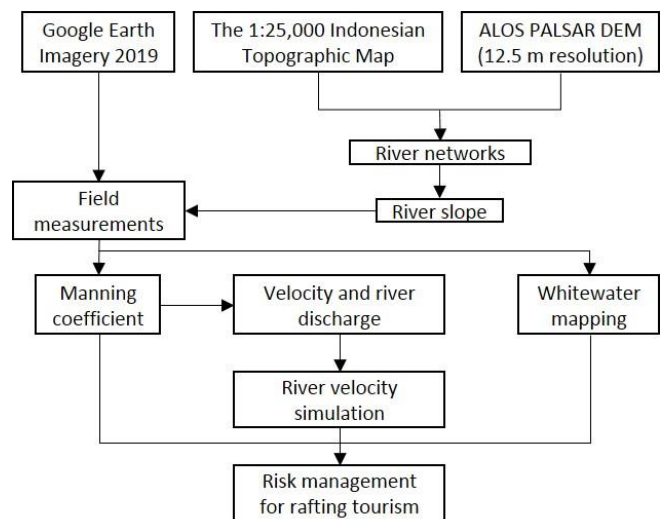 Google Earth
Imagery 2019
The 1:25,000 Indonesian
Topographic Map
ALOS PALSAR DEM
(12.5 m resolution)
River networks
River slope
Field
measurements
Manning
coefficient
Velocity and river
discharge
Whitewater
mapping
River velocity
simulation
Risk management
for rafting tourism